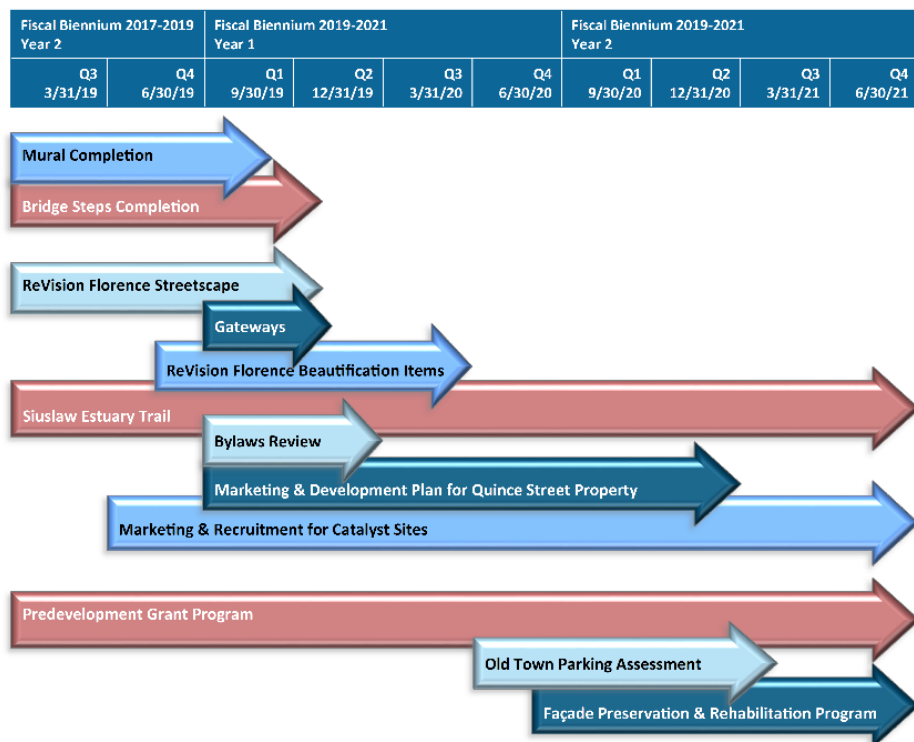 Fiscal Biennium 2017-2019
Year 2
Fiscal Biennium 2019-2021
Year 1
Fiscal Biennium 2019-2021
Year 2
Q3
3/31/19
Q4
6/30/19
Q1
9/30/19
Q2
12/31/19
Q3
3/31/20
Q4
6/30/20
Q1
9/30/20
Q2
12/31/20
Q3
3/31/21
Q4
6/30/21
Mural Completion
Bridge Steps Completion
ReVision Florence Streetscape
Gateways
ReVision Florence Beautification Items
Siuslaw Estuary Trail
Bylaws Review
Marketing & Development Plan for Quince Street Property
Marketing & Recruitment for Catalyst Sites
Predevelopment Grant Program
Old Town Parking Assessment
Façade Preservation & Rehabilitation Program